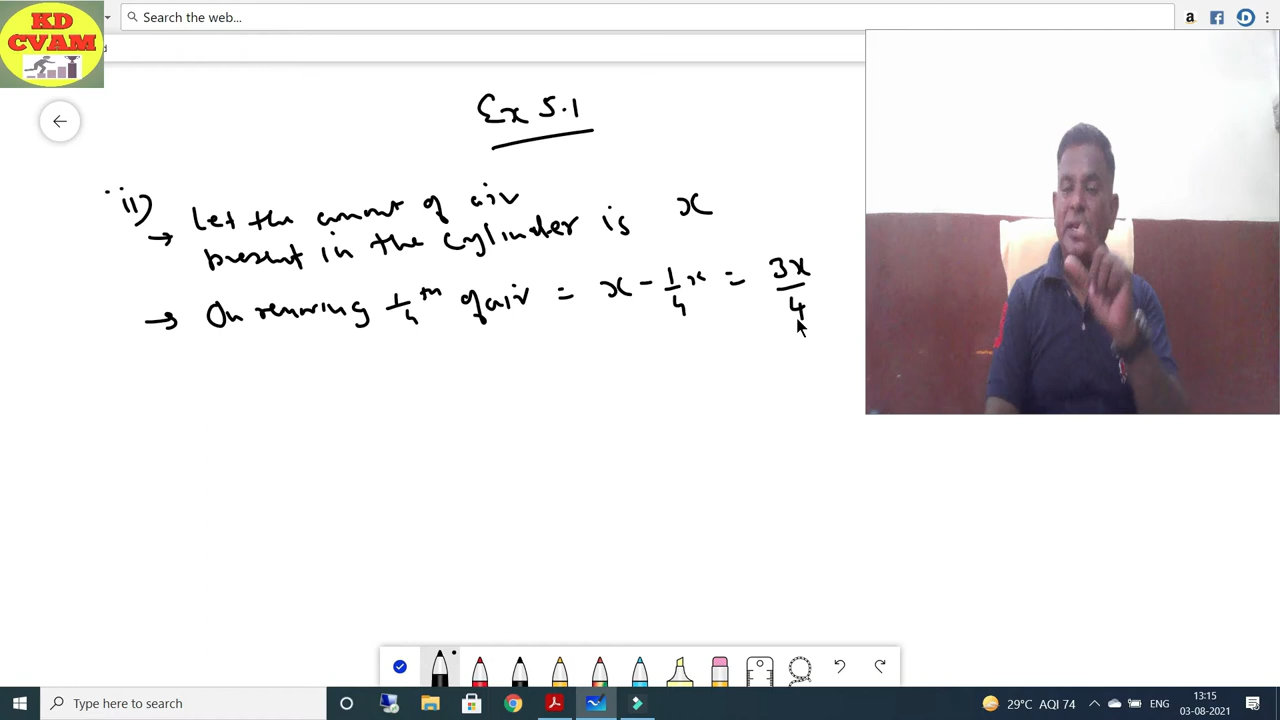 KD
CVAM
Search the web...
Ex 5.1
ii) Let the amount of air
→ present in the cylinder is x
→ On removing 1/4 th of air = x - 1/4 x = 3x/4
Type here to search
29°C AQI 74
ENG
13:15
03-08-2021